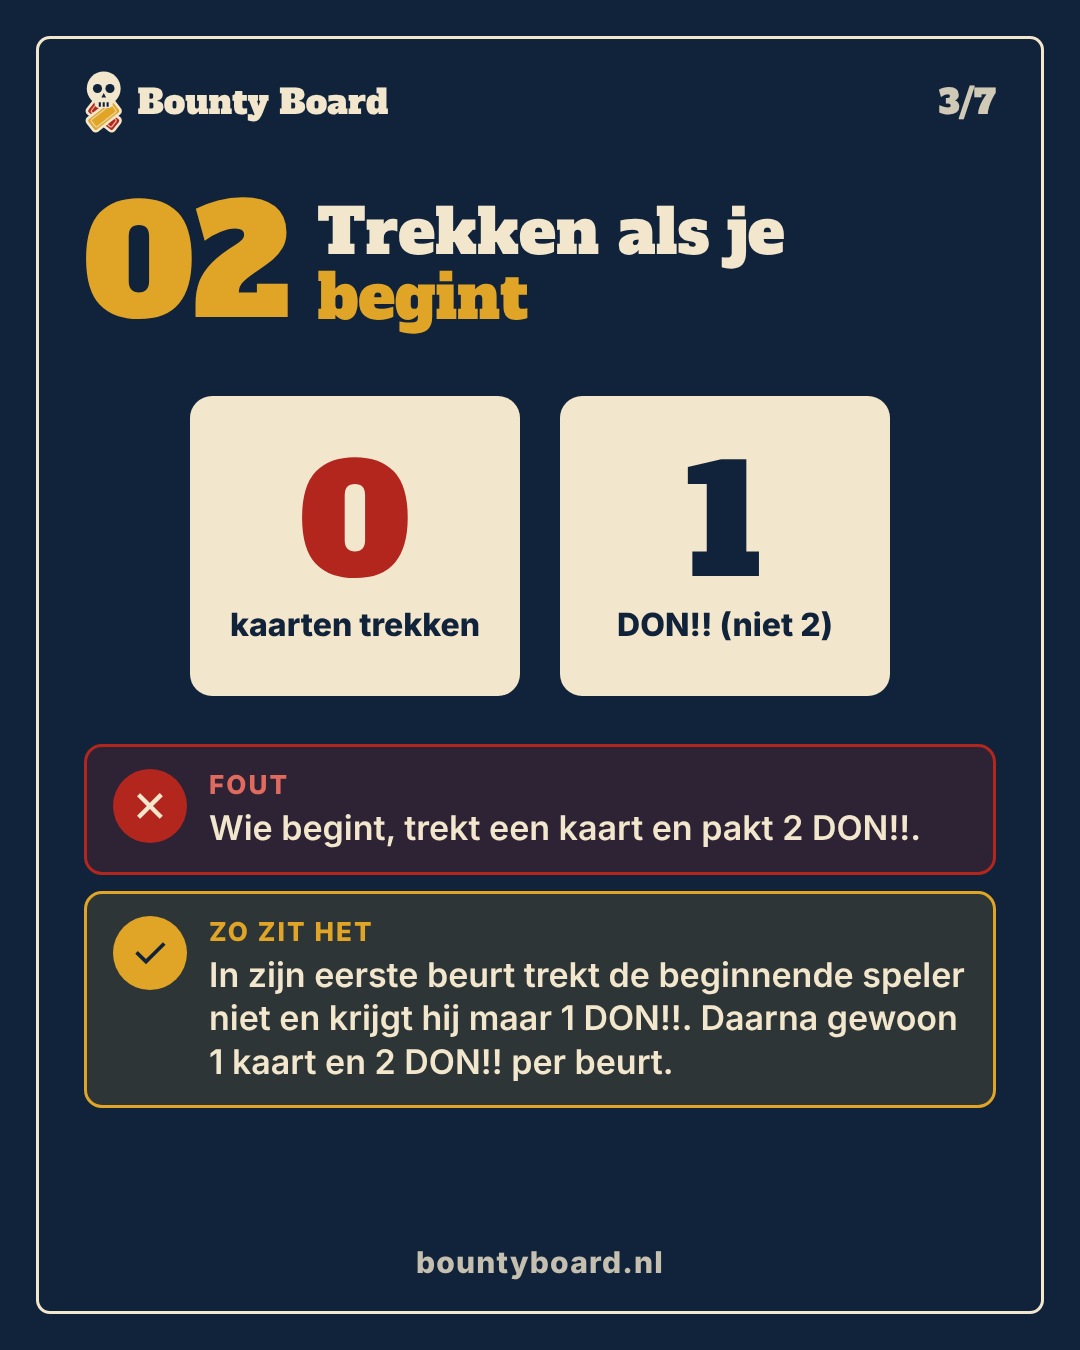 Bounty Board
3/7
02
Trekken als je
begint
0
kaarten trekken
1
DON!! (niet 2)
FOUT
Wie begint, trekt een kaart en pakt 2 DON!!.
ZO ZIT HET
In zijn eerste beurt trekt de beginnende speler
niet en krijgt hij maar 1 DON!!. Daarna gewoon
1 kaart en 2 DON!! per beurt.
bountyboard.nl